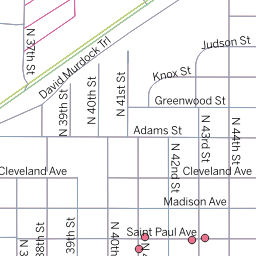 N 37th St
David Murdock Trl
Judson St
Knox St
Greenwood St
N 39th St
N 40th St
N 41st St
Adams St
N 43rd St
N 44th St
N 42nd St
Cleveland Ave
Cleveland Ave
Madison Ave
Saint Paul Ave
38th St
39th St
N 40th